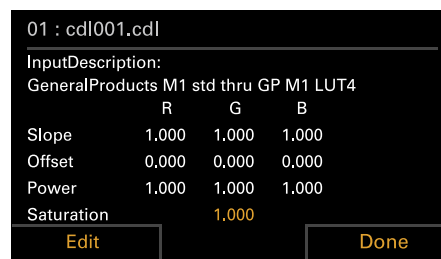 01 : cdl001.cdl
InputDescription:
GeneralProducts M1 std thru GP M1 LUT4
R G B
Slope 1.000 1.000 1.000
Offset 0.000 0.000 0.000
Power 1.000 1.000 1.000
Saturation 1.000
Edit Done